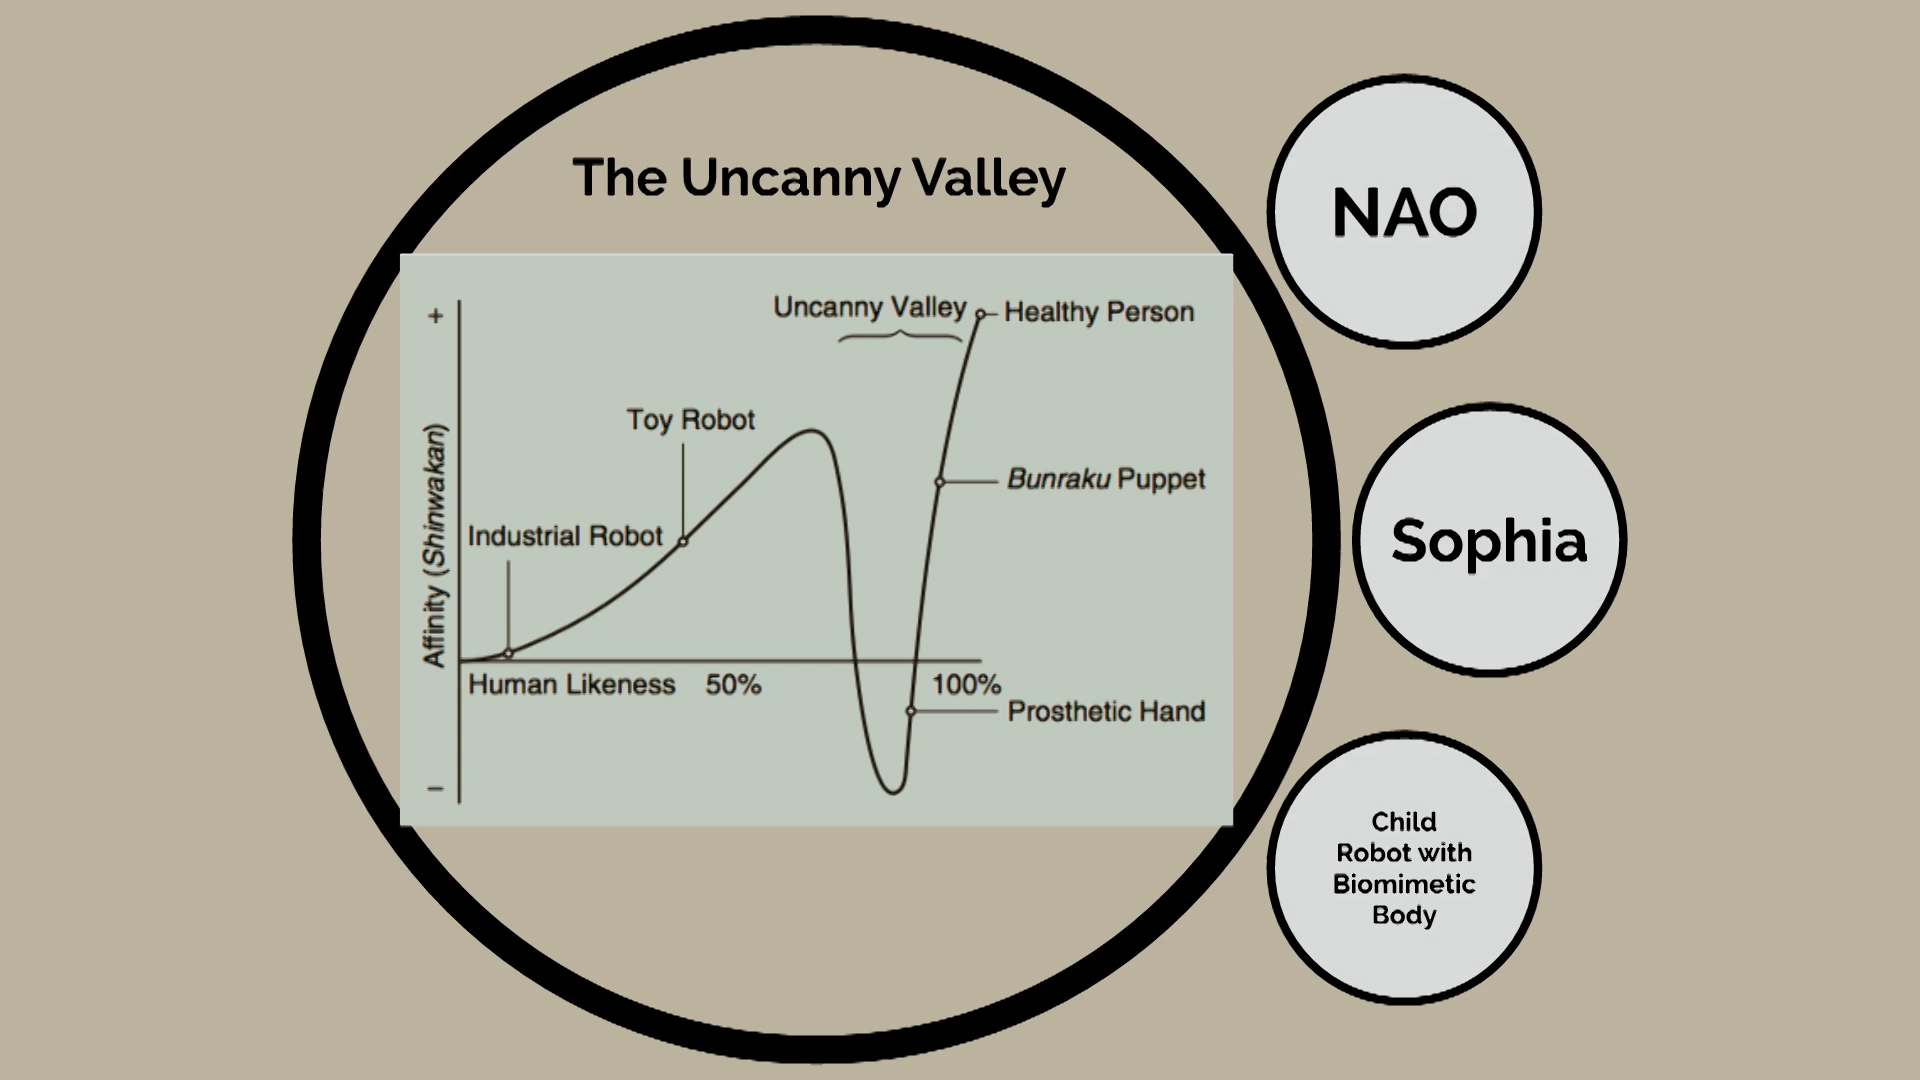 The Uncanny Valley
+
Uncanny Valley
Healthy Person
Toy Robot
Bunraku Puppet
Industrial Robot
Affinity (Shinwakan)
Human Likeness 50% 100%
Prosthetic Hand
−
NAO
Sophia
Child
Robot with
Biomimetic
Body